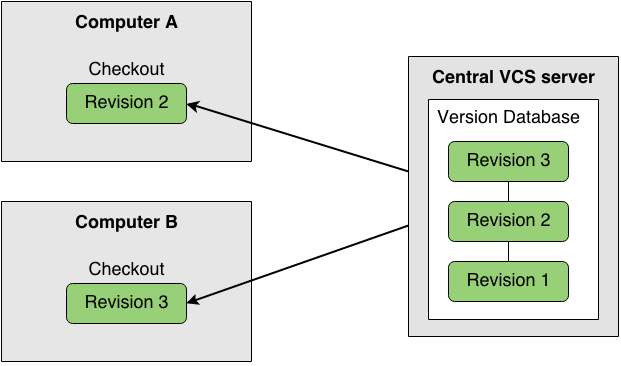 Computer A
Checkout
Revision 2
Computer B
Checkout
Revision 3
Central VCS server
Version Database
Revision 3
Revision 2
Revision 1